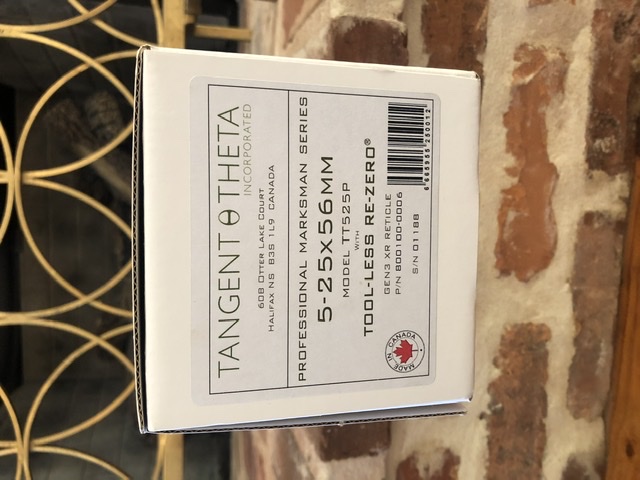 TANGENT θ THETA
INCORPORATED
60B OTTER LAKE COURT
HALIFAX NS B3S 1L9 CANADA
PROFESSIONAL MARKSMAN SERIES
5-25X56MM
MODEL TT525P
WITH
TOOL-LESS RE-ZERO®
GEN3 XR RETICLE
P/N 800100-0006
S/N 01188
MADE IN CANADA